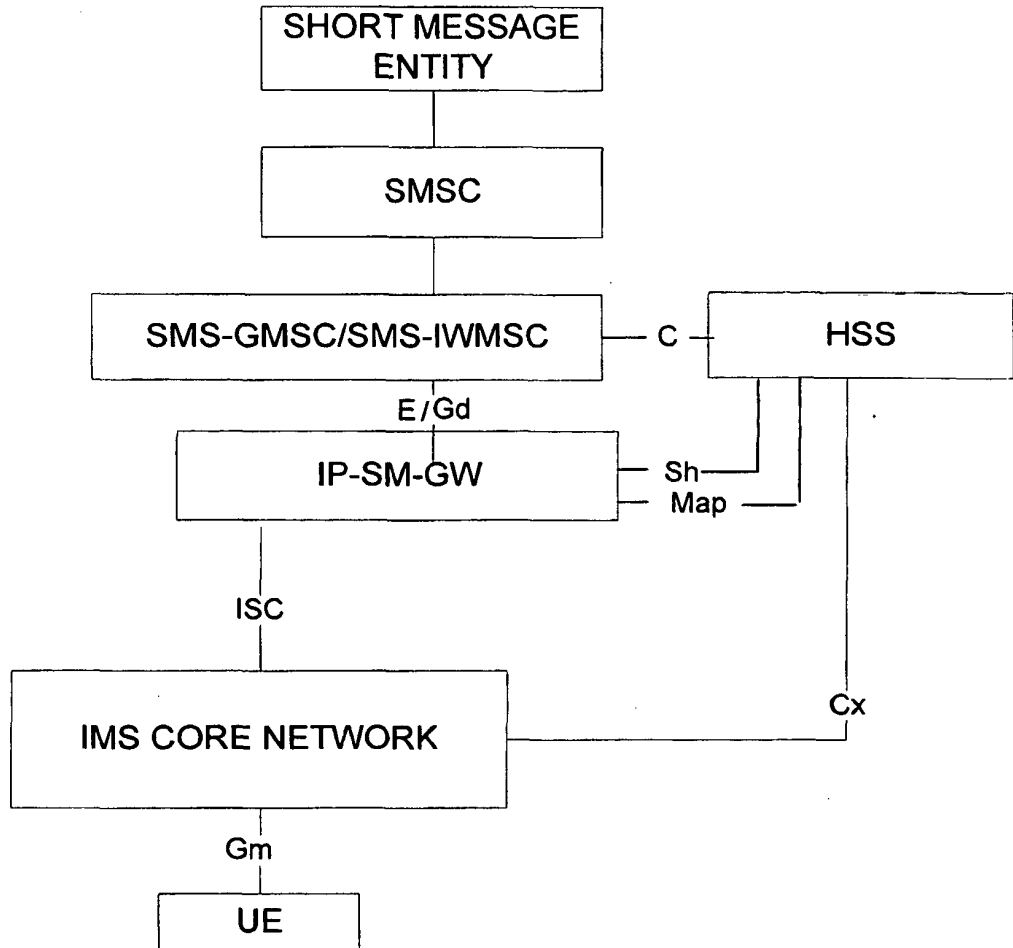 SHORT MESSAGE
ENTITY
SMSC
SMS-GMSC/SMS-IWMSC
C
HSS
E/Gd
IP-SM-GW
Sh
Map
ISC
IMS CORE NETWORK
Cx
Gm
UE